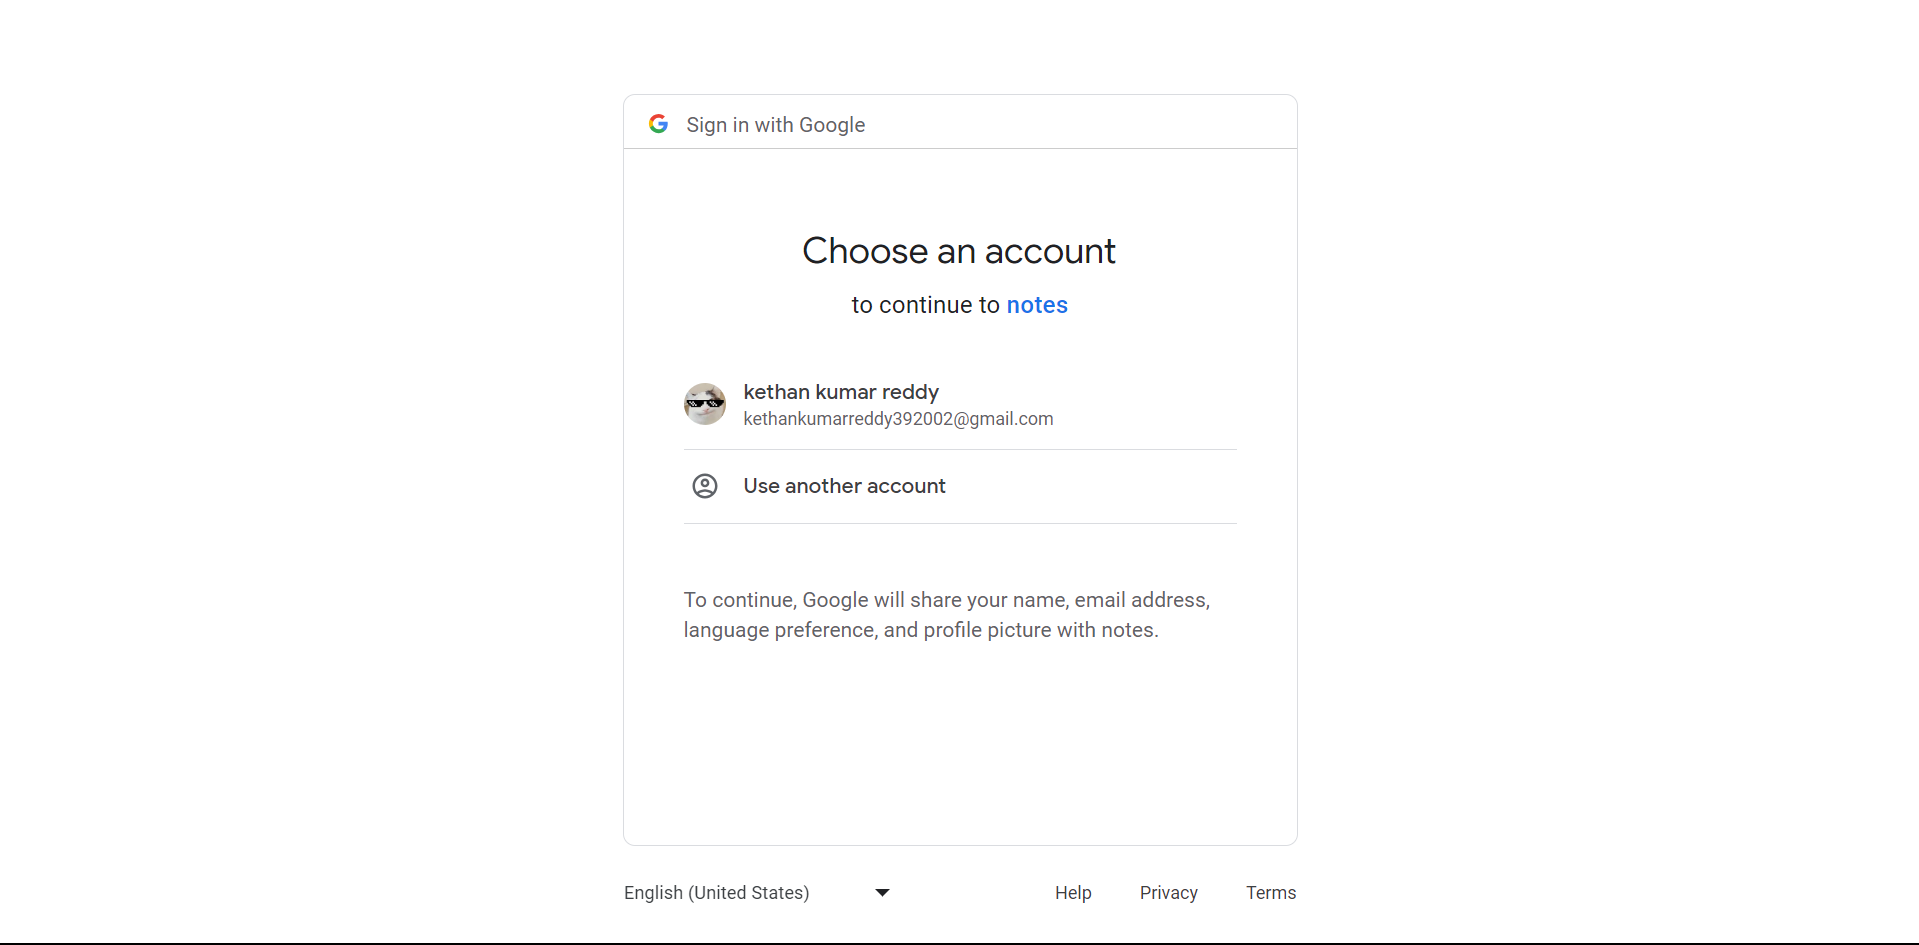 Sign in with Google
Choose an account
to continue to notes
kethan kumar reddy
kethankumarreddy392002@gmail.com
Use another account
To continue, Google will share your name, email address,
language preference, and profile picture with notes.
English (United States)
Help
Privacy
Terms